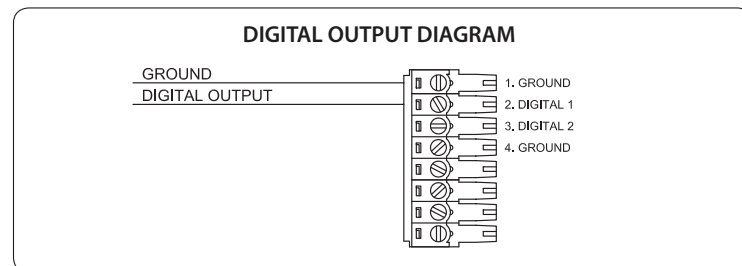 DIGITAL OUTPUT DIAGRAM
GROUND
DIGITAL OUTPUT
1. GROUND
2. DIGITAL 1
3. DIGITAL 2
4. GROUND